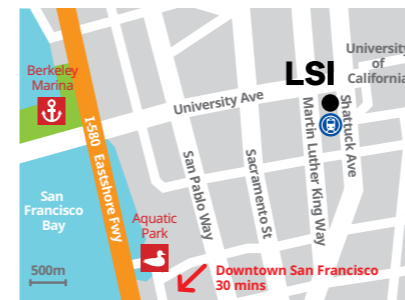 University
of
California
LSI
Berkeley
Marina
University Ave
I-580 Eastshore Fwy
San Pablo Way
Sacramento St
Martin Luther King Way
Shattuck Ave
San
Francisco
Bay
Aquatic
Park
500m
Downtown San Francisco
30 mins